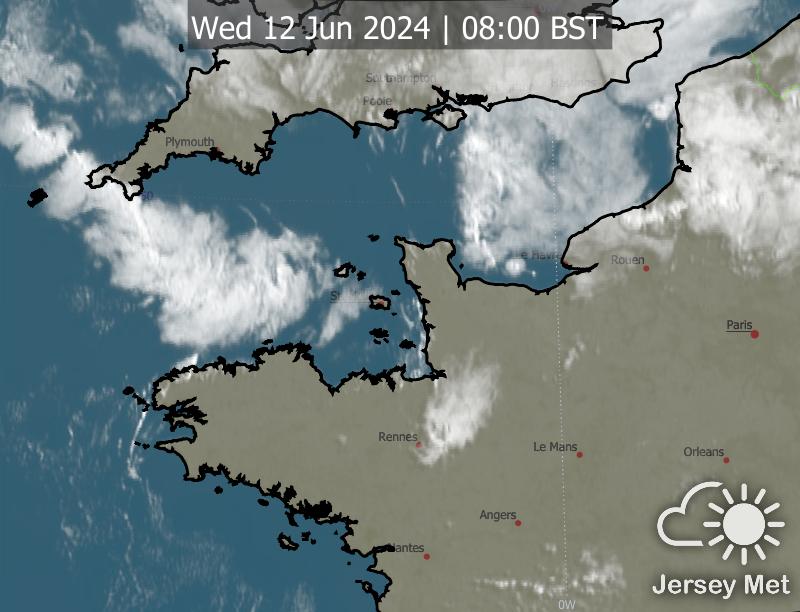 Wed 12 Jun 2024 | 08:00 BST
Southampton
Hastings
Poole
Plymouth
50
Le Havre
Rouen
Paris
Rennes
Le Mans
Orleans
Angers
Nantes
Jersey Met
0W